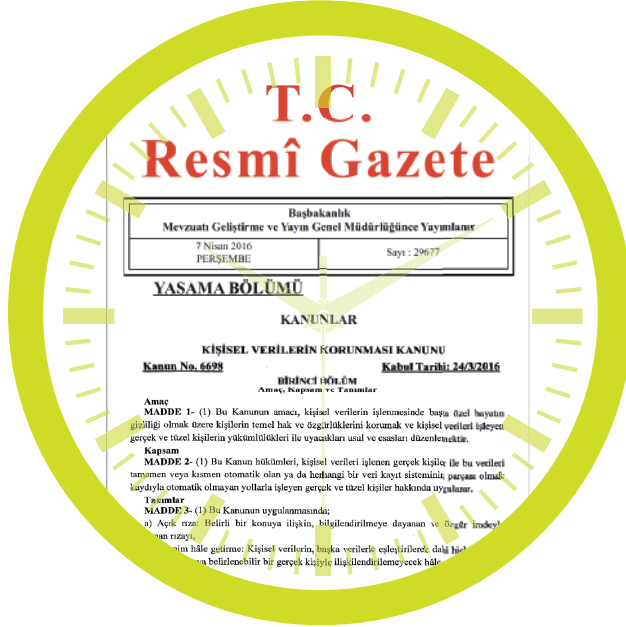 T.C.
Resmî Gazete
Başbakanlık
Mevzuatı Geliştirme ve Yayın Genel Müdürlüğünce Yayımlanır
7 Nisan 2016
PERŞEMBE
Sayı : 29677
YASAMA BÖLÜMÜ
KANUNLAR
KİŞİSEL VERİLERİN KORUNMASI KANUNU
Kanun No. 6698 Kabul Tarihi: 24/3/2016
BİRİNCİ BÖLÜM
Amaç, Kapsam ve Tanımlar
Amaç
MADDE 1- (1) Bu Kanunun amacı, kişisel verilerin işlenmesinde başta özel hayatın
gizliliği olmak üzere kişilerin temel hak ve özgürlüklerini korumak ve kişisel verileri işleyen
gerçek ve tüzel kişilerin yükümlülükleri ile uyacakları usul ve esasları düzenlemektir.
Kapsam
MADDE 2- (1) Bu Kanun hükümleri, kişisel verileri işlenen gerçek kişiler ile bu verileri
tamamen veya kısmen otomatik olan ya da herhangi bir veri kayıt sisteminin parçası olmak
kaydıyla otomatik olmayan yollarla işleyen gerçek ve tüzel kişiler hakkında uygulanır.
Tanımlar
MADDE 3- (1) Bu Kanunun uygulanmasında;
a) Açık rıza: Belirli bir konuya ilişkin, bilgilendirilmeye dayanan ve özgür iradeyle
rızayı,
hâle getirme: Kişisel verilerin, başka verilerle eşleştirilerek dahi
belirlenebilir bir gerçek kişiyle ilişkilendirilemeyecek hâle